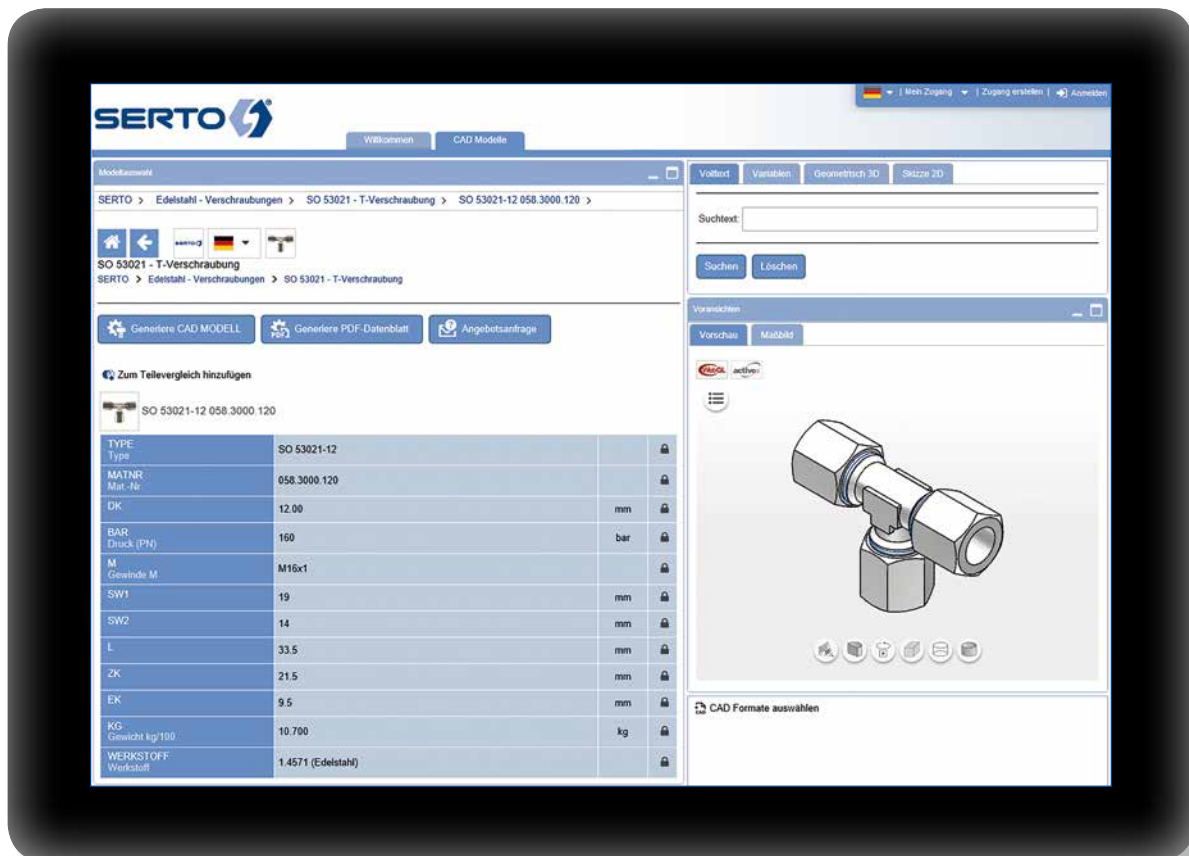 SERTO
| Mein Zugang | Zugang erstellen | Anmelden
Willkommen CAD Modelle
Modellauswahl
SERTO > Edelstahl - Verschraubungen > SO 53021 - T-Verschraubung > SO 53021-12 058.3000.120 >
SERTO
SO 53021 - T-Verschraubung
SERTO > Edelstahl - Verschraubungen > SO 53021 - T-Verschraubung
Generiere CAD MODELL Generiere PDF-Datenblatt Angebotsanfrage
Zum Teilevergleich hinzufügen
SO 53021-12 058.3000.120
TYPE
Type SO 53021-12
MATNR
Mat.-Nr. 058.3000.120
DK 12.00 mm
BAR
Druck (PN) 160 bar
M
Gewinde M M16x1
SW1 19 mm
SW2 14 mm
L 33.5 mm
ZK 21.5 mm
EK 9.5 mm
KG
Gewicht kg/100 10.700 kg
WERKSTOFF
Werkstoff 1.4571 (Edelstahl)
Volltext Variablen Geometrisch 3D Skizze 2D
Suchtext:
Suchen Löschen
Voransichten
Vorschau Maßbild
CAD Formate auswählen